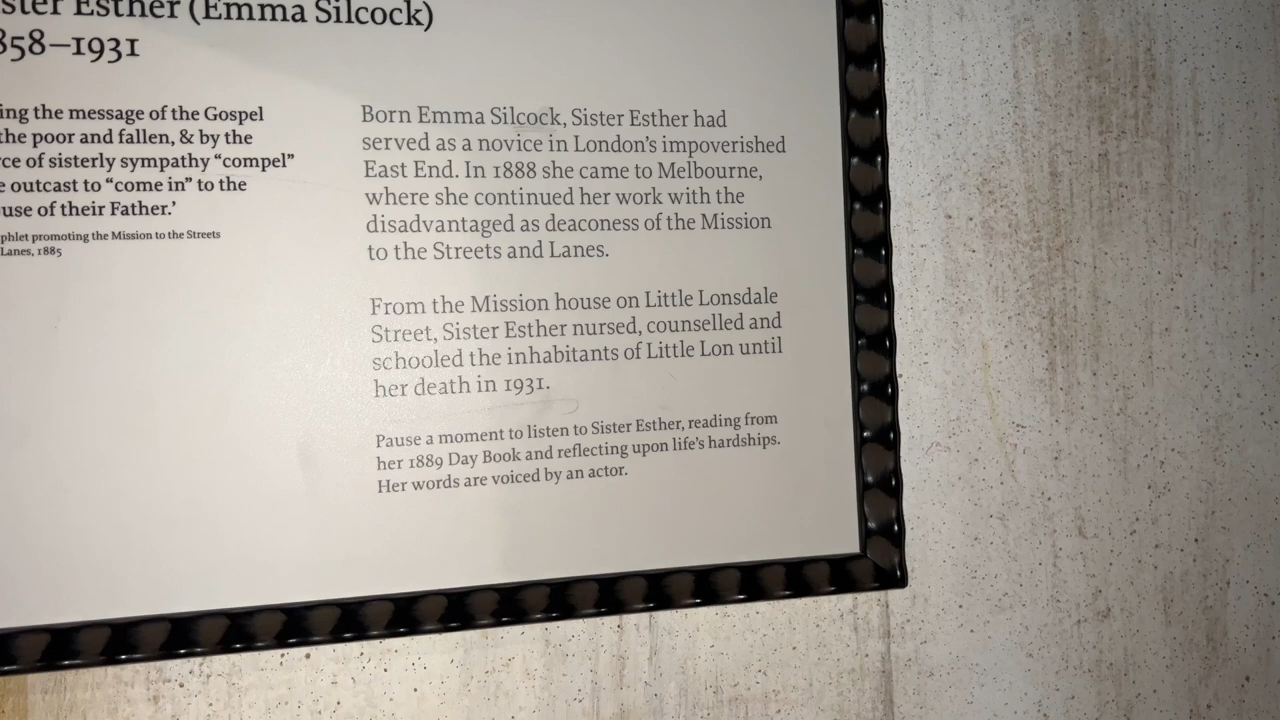 ster Esther (Emma Silcock)
858–1931
ing the message of the Gospel
the poor and fallen, & by the
ce of sisterly sympathy “compel”
e outcast to “come in” to the
use of their Father.’
phlet promoting the Mission to the Streets
Lanes, 1885
Born Emma Silcock, Sister Esther had
served as a novice in London’s impoverished
East End. In 1888 she came to Melbourne,
where she continued her work with the
disadvantaged as deaconess of the Mission
to the Streets and Lanes.
From the Mission house on Little Lonsdale
Street, Sister Esther nursed, counselled and
schooled the inhabitants of Little Lon until
her death in 1931.
Pause a moment to listen to Sister Esther, reading from
her 1889 Day Book and reflecting upon life’s hardships.
Her words are voiced by an actor.